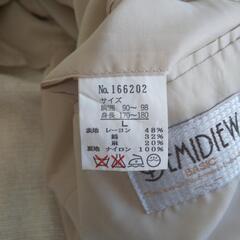 No.166202
サイズ
胸囲 90〜 98
身長 170〜180
L
表地 レーヨン 48%
綿 32%
麻 20%
裏地 ナイロン 100%
EMIDIEW
BASIC